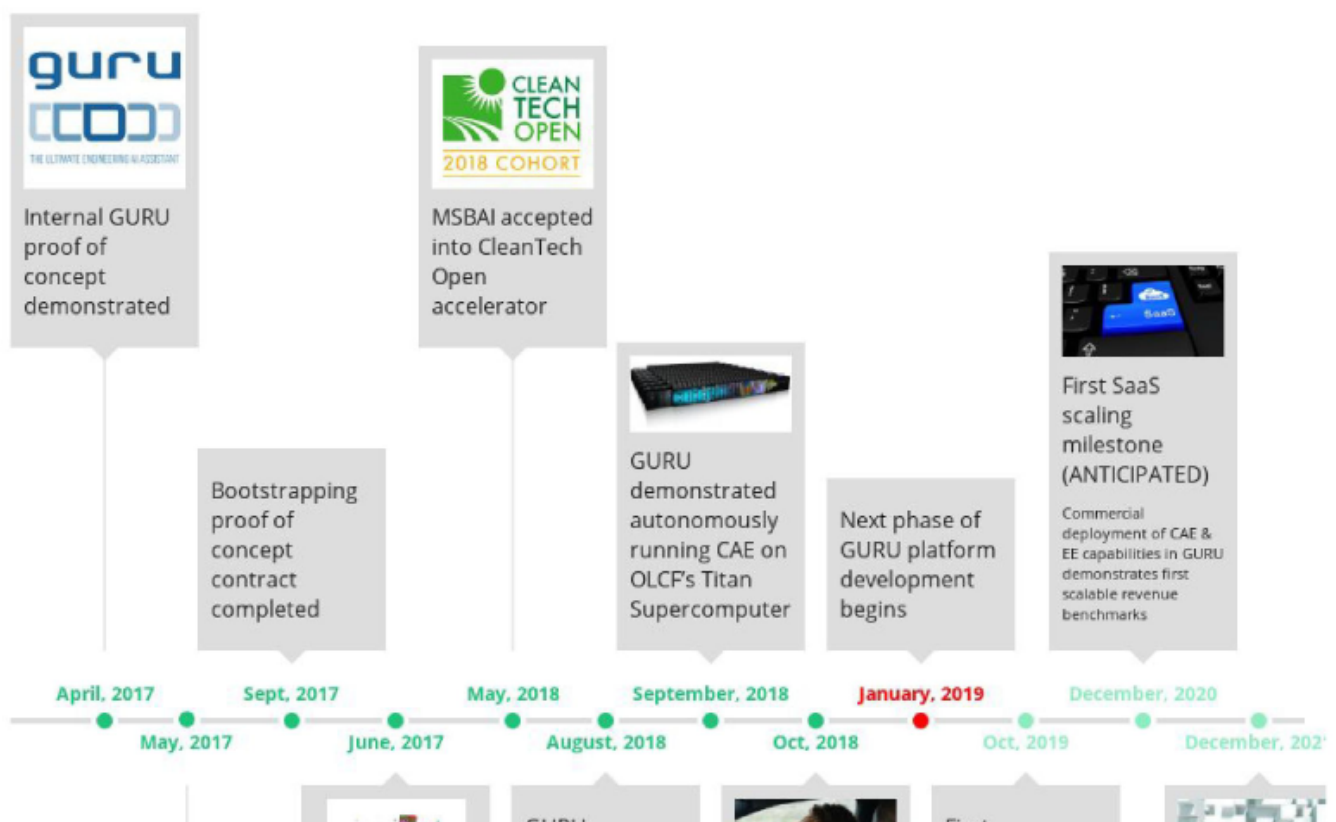 guru
THE ULTIMATE ENGINEERING AI ASSISTANT
Internal GURU
proof of
concept
demonstrated
CLEAN
TECH
OPEN
2018 COHORT
MSBAI accepted
into CleanTech
Open
accelerator
Bootstrapping
proof of
concept
contract
completed
GURU
demonstrated
autonomously
running CAE on
OLCF's Titan
Supercomputer
Next phase of
GURU platform
development
begins
SaaS
First SaaS
scaling
milestone
(ANTICIPATED)
Commercial
deployment of CAE &
EE capabilities in GURU
demonstrates first
scalable revenue
benchmarks
April, 2017
Sept, 2017
May, 2018
September, 2018
January, 2019
December, 2020
May, 2017
June, 2017
August, 2018
Oct, 2018
Oct, 2019
December, 202